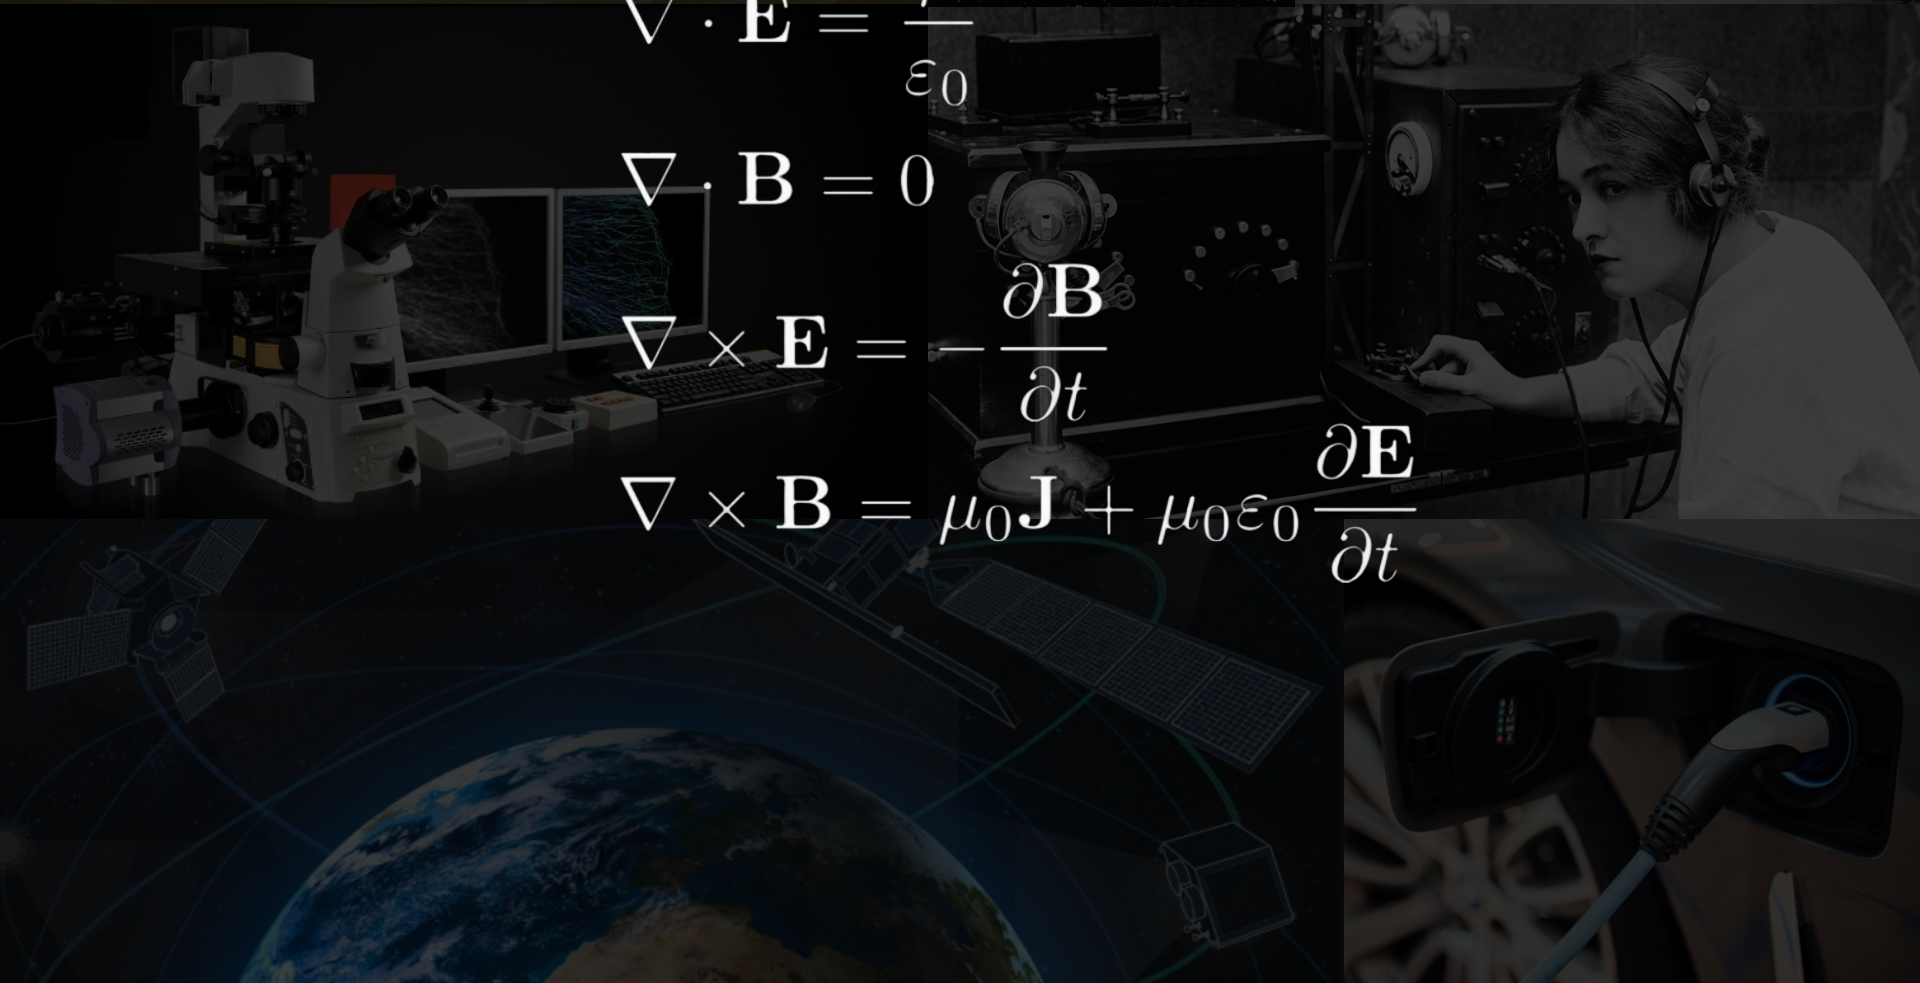 ∇ · E = ρ/ε₀
∇ · B = 0
∇ × E = −∂B/∂t
∇ × B = μ₀J + μ₀ε₀ ∂E/∂t